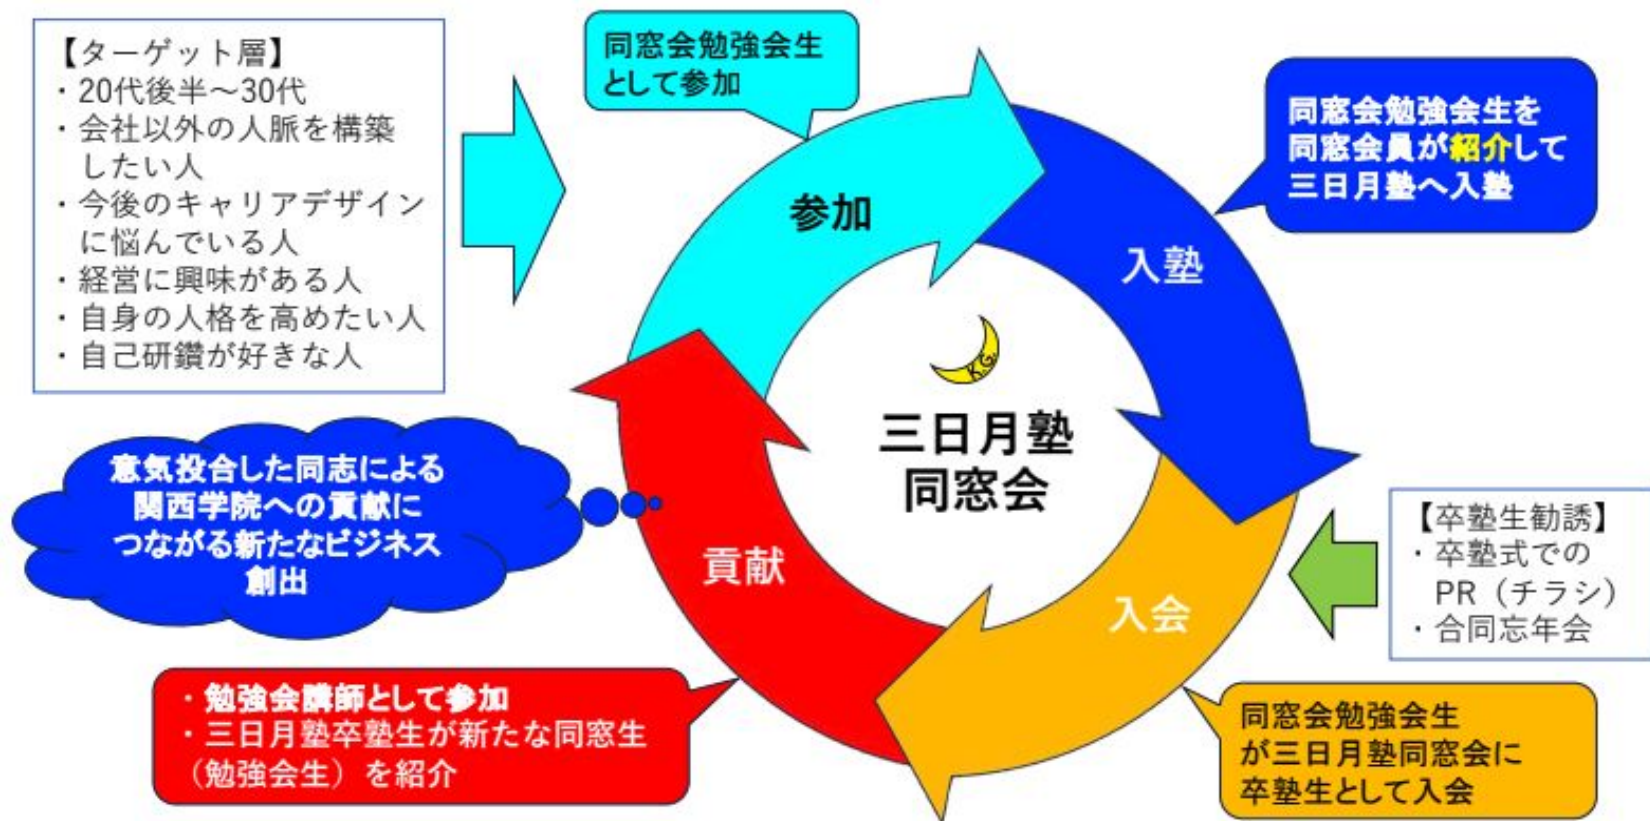 【ターゲット層】
・20代後半～30代
・会社以外の人脈を構築
したい人
・今後のキャリアデザイン
に悩んでいる人
・経営に興味がある人
・自身の人格を高めたい人
・自己研鑽が好きな人
同窓会勉強会生
として参加
参加
同窓会勉強会生を
同窓会員が紹介して
三日月塾へ入塾
入塾
K.G.
三日月塾
同窓会
意気投合した同志による
関西学院への貢献に
つながる新たなビジネス
創出
貢献
【卒塾生勧誘】
・卒塾式での
PR（チラシ）
・合同忘年会
入会
・勉強会講師として参加
・三日月塾卒塾生が新たな同窓生
（勉強会生）を紹介
同窓会勉強会生
が三日月塾同窓会に
卒塾生として入会